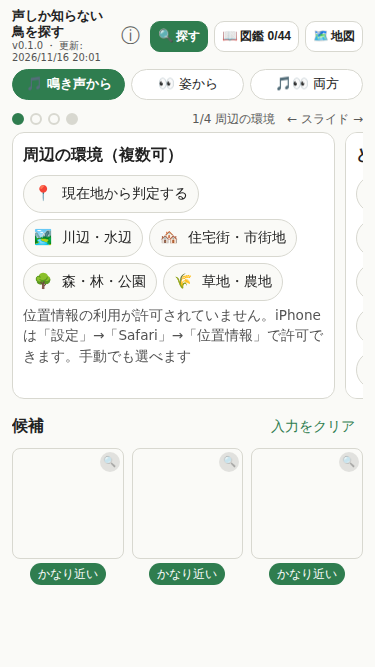 声しか知らない
鳥を探す
v0.1.0 · 更新:
2026/11/16 20:01
ⓘ
🔍 探す
📖 図鑑 0/44
🗺️ 地図
🎵 鳴き声から
👀 姿から
🎵👀 両方
1/4 周辺の環境 ← スライド →
周辺の環境（複数可）
📍 現在地から判定する
🏞️ 川辺・水辺
🏘️ 住宅街・市街地
🌳 森・林・公園
🌾 草地・農地
位置情報の利用が許可されていません。iPhone
は「設定」→「Safari」→「位置情報」で許可で
きます。手動でも選べます
候補
入力をクリア
かなり近い
かなり近い
かなり近い